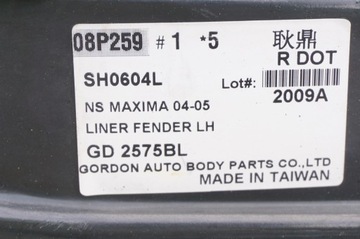 08P259 #1 *5 耿鼎
R DOT
SH0604L Lot#: 2009A
NS MAXIMA 04-05
LINER FENDER LH
GD 2575BL
GORDON AUTO BODY PARTS CO.,LTD
MADE IN TAIWAN